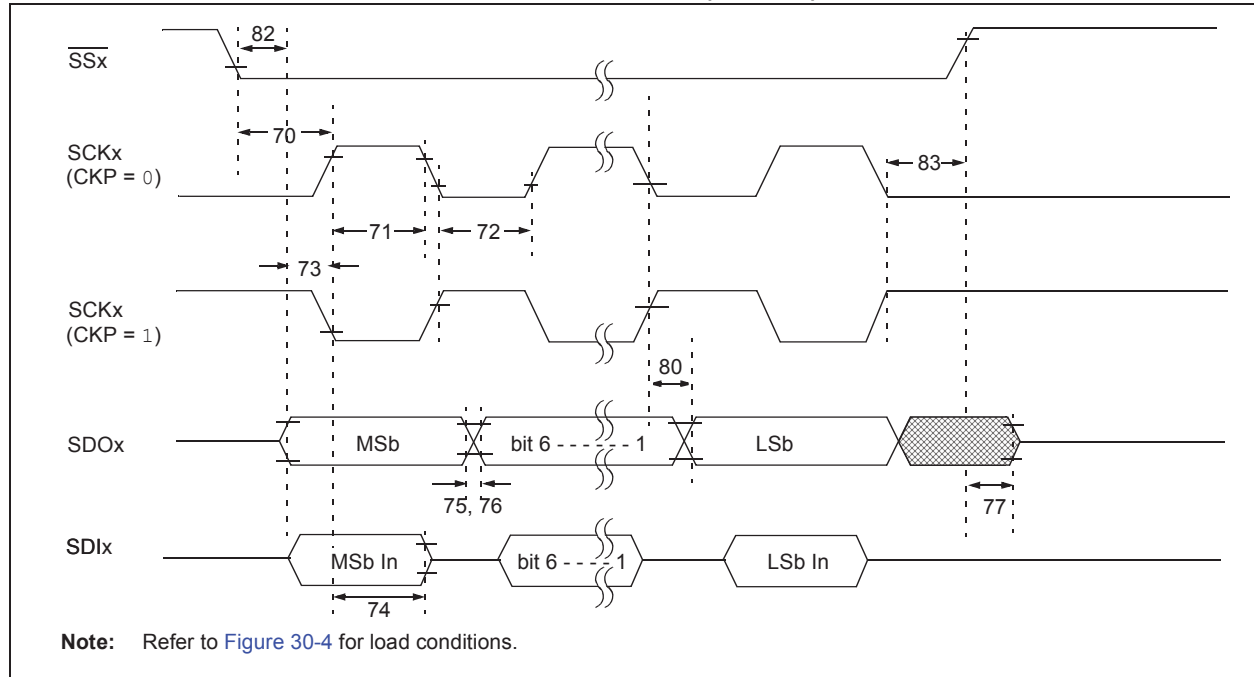 82
SSx
70
SCKx
(CKP = 0)
83
71
72
73
SCKx
(CKP = 1)
80
SDOx
MSb
bit 6 - - - - - - 1
LSb
75, 76
77
SDIx
MSb In
bit 6 - - - - 1
LSb In
74
Note: Refer to Figure 30-4 for load conditions.